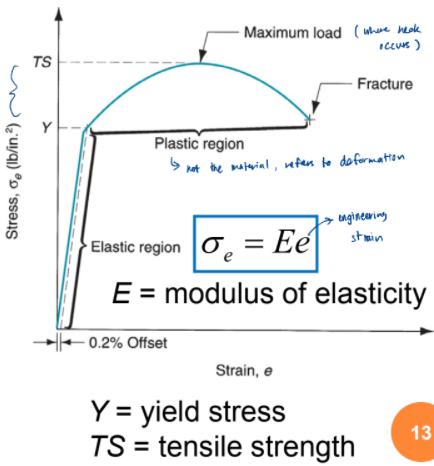 Maximum load (where neck
occurs)
TS
Fracture
Y
Plastic region
↳ not the material, refers to deformation
Stress, σₑ (lb/in.²)
engineering
strain
Elastic region
σₑ = Ee
E = modulus of elasticity
0.2% Offset
Strain, e
Y = yield stress
TS = tensile strength
13